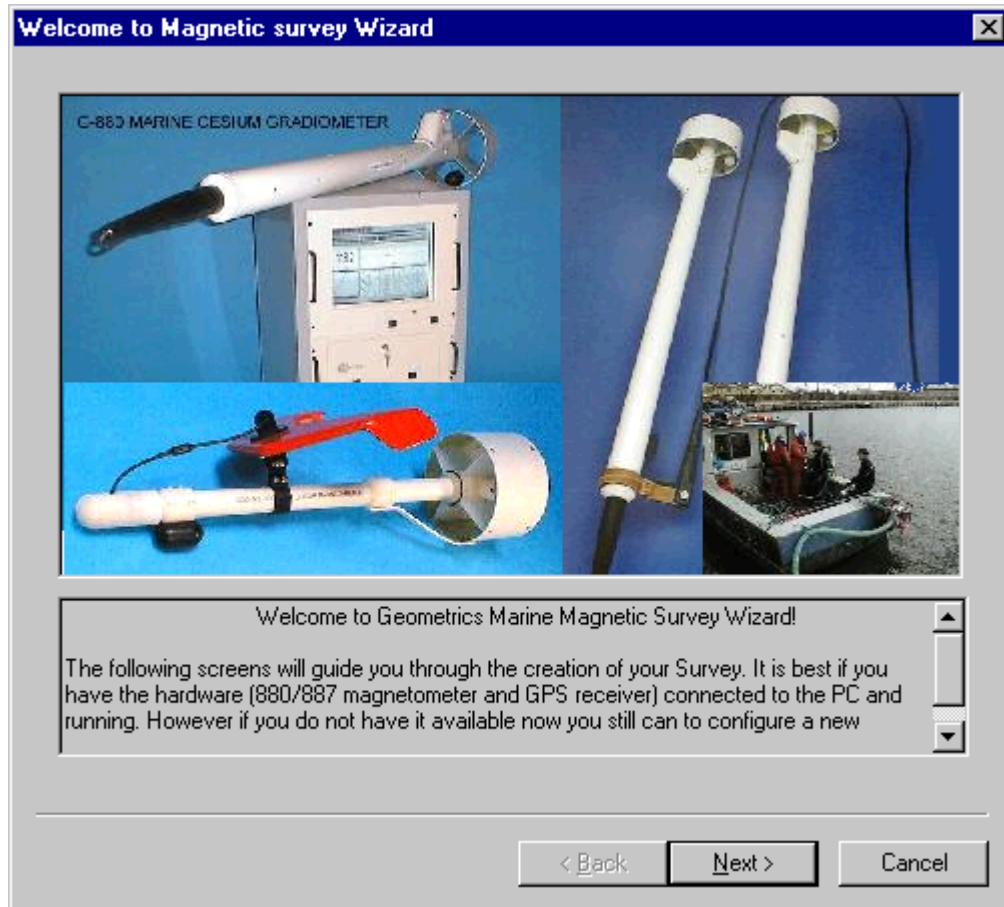 Welcome to Magnetic survey Wizard
G-880 MARINE CESIUM GRADIOMETER
Welcome to Geometrics Marine Magnetic Survey Wizard!
The following screens will guide you through the creation of your Survey. It is best if you
have the hardware (880/887 magnetometer and GPS receiver) connected to the PC and
running. However if you do not have it available now you still can to configure a new
< Back
Next >
Cancel